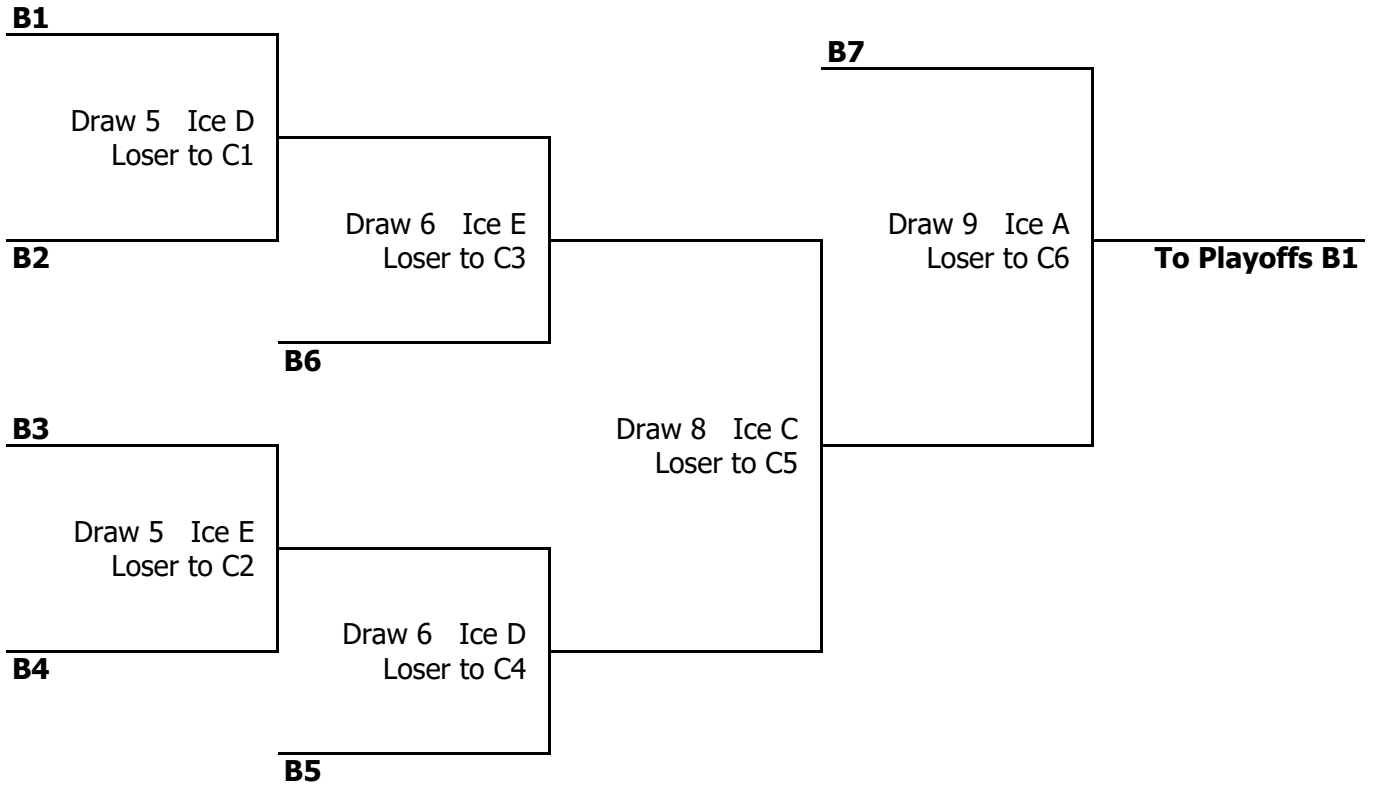 B1
B7
Draw 5 Ice D
Loser to C1
Draw 6 Ice E
Loser to C3
Draw 9 Ice A
Loser to C6
B2
To Playoffs B1
B6
B3
Draw 8 Ice C
Loser to C5
Draw 5 Ice E
Loser to C2
Draw 6 Ice D
Loser to C4
B4
B5